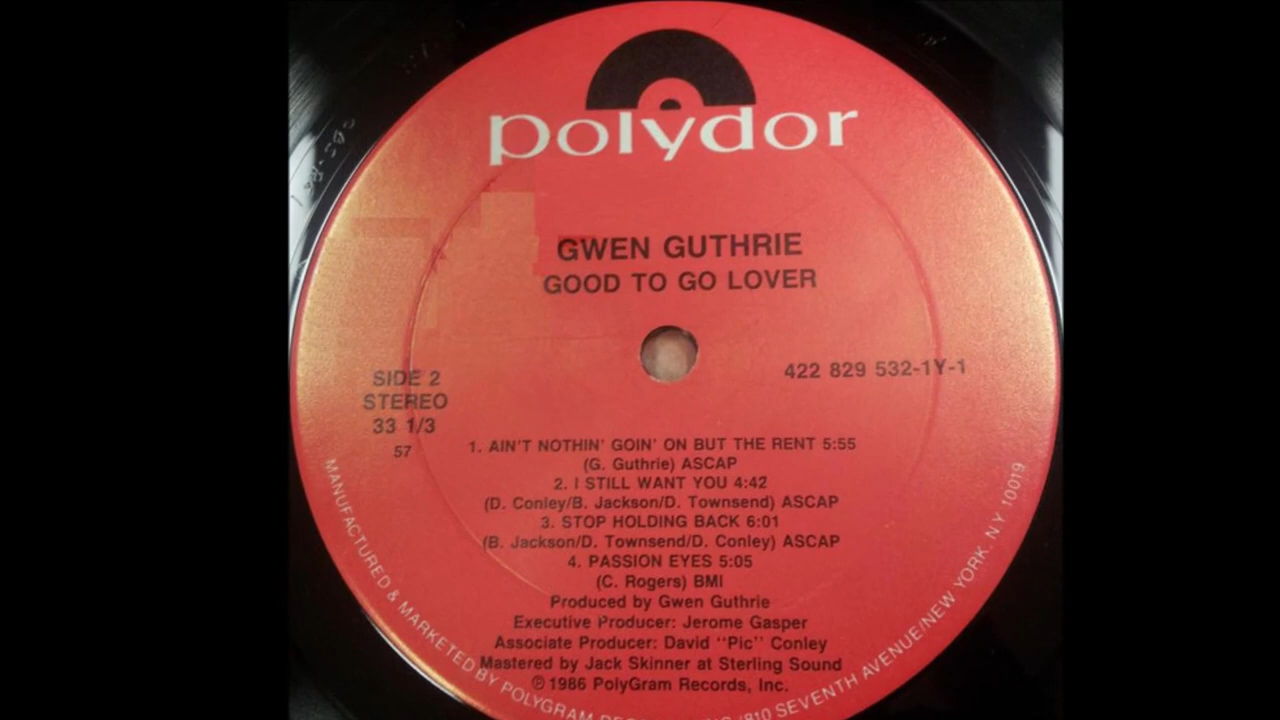 polydor
GWEN GUTHRIE
GOOD TO GO LOVER
SIDE 2
STEREO
33 1/3
57
422 829 532-1Y-1
1. AIN'T NOTHIN' GOIN' ON BUT THE RENT 5:55
(G. Guthrie) ASCAP
2. I STILL WANT YOU 4:42
(D. Conley/B. Jackson/D. Townsend) ASCAP
3. STOP HOLDING BACK 6:01
(B. Jackson/D. Townsend/D. Conley) ASCAP
4. PASSION EYES 5:05
(C. Rogers) BMI
Produced by Gwen Guthrie
Executive Producer: Jerome Gasper
Associate Producer: David "Pic" Conley
Mastered by Jack Skinner at Sterling Sound
℗ 1986 PolyGram Records, Inc.
MANUFACTURED & MARKETED BY POLYGRAM /810 SEVENTH AVENUE/NEW YORK. NY 10019